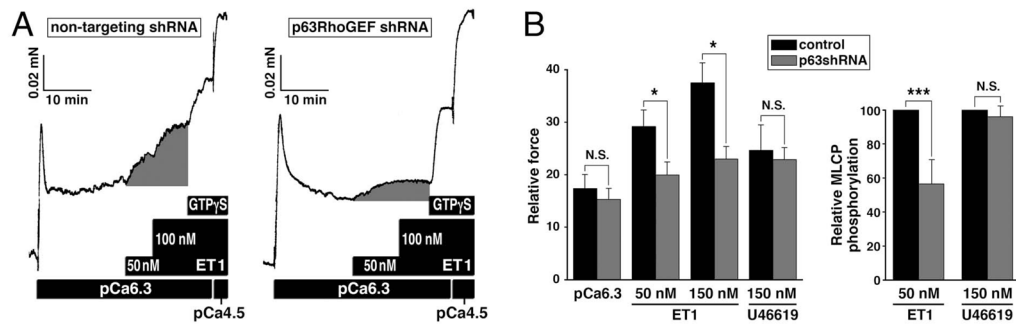 A
non-targeting shRNA
0.02 mN
10 min
GTPγS
100 nM
50 nM
ET1
pCa6.3
pCa4.5
p63RhoGEF shRNA
0.02 mN
10 min
GTPγS
100 nM
50nM
ET1
pCa6.3
pCa4.5
B
control
p63shRNA
Relative force
40
30
20
10
0
N.S.
*
*
N.S.
pCa6.3
50 nM
150 nM
150 nM
ET1
U46619
Relative MLCP
phosphorylation
100
80
60
40
20
0
***
N.S.
50 nM
150 nM
ET1
U46619